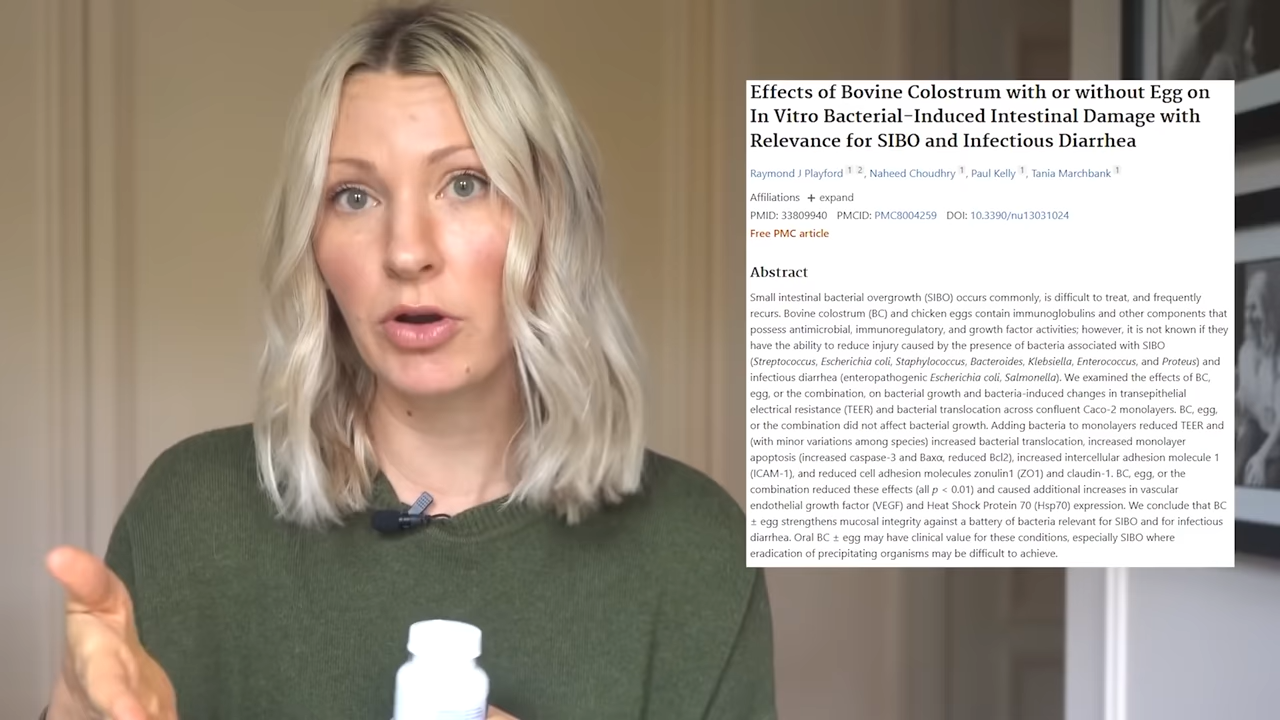 Effects of Bovine Colostrum with or without Egg on
In Vitro Bacterial-Induced Intestinal Damage with
Relevance for SIBO and Infectious Diarrhea
Raymond J Playford 1 2, Naheed Choudhry 1, Paul Kelly 1, Tania Marchbank 1
Affiliations + expand
PMID: 33809940 PMCID: PMC8004259 DOI: 10.3390/nu13031024
Free PMC article
Abstract
Small intestinal bacterial overgrowth (SIBO) occurs commonly, is difficult to treat, and frequently
recurs. Bovine colostrum (BC) and chicken eggs contain immunoglobulins and other components that
possess antimicrobial, immunoregulatory, and growth factor activities; however, it is not known if they
have the ability to reduce injury caused by the presence of bacteria associated with SIBO
(Streptococcus, Escherichia coli, Staphylococcus, Bacteroides, Klebsiella, Enterococcus, and Proteus) and
infectious diarrhea (enteropathogenic Escherichia coli, Salmonella). We examined the effects of BC,
egg, or the combination, on bacterial growth and bacteria-induced changes in transepithelial
electrical resistance (TEER) and bacterial translocation across confluent Caco-2 monolayers. BC, egg,
or the combination did not affect bacterial growth. Adding bacteria to monolayers reduced TEER and
(with minor variations among species) increased bacterial translocation, increased monolayer
apoptosis (increased caspase-3 and Baxα, reduced Bcl2), increased intercellular adhesion molecule 1
(ICAM-1), and reduced cell adhesion molecules zonulin1 (ZO1) and claudin-1. BC, egg, or the
combination reduced these effects (all p < 0.01) and caused additional increases in vascular
endothelial growth factor (VEGF) and Heat Shock Protein 70 (Hsp70) expression. We conclude that BC
± egg strengthens mucosal integrity against a battery of bacteria relevant for SIBO and for infectious
diarrhea. Oral BC ± egg may have clinical value for these conditions, especially SIBO where
eradication of precipitating organisms may be difficult to achieve.